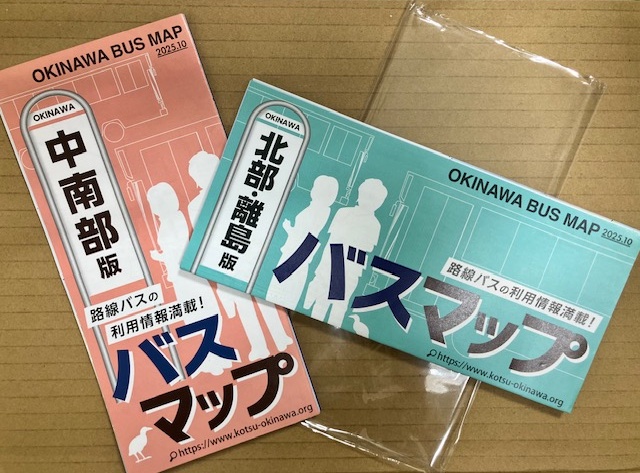 OKINAWA BUS MAP
2025.10
OKINAWA
中南部版
路線バスの
利用情報満載!
バス
マップ
https://www.kotsu-okinawa.org
OKINAWA BUS MAP 2025.10
OKINAWA
北部・離島版
路線バスの利用情報満載!
バスマップ
https://www.kotsu-okinawa.org